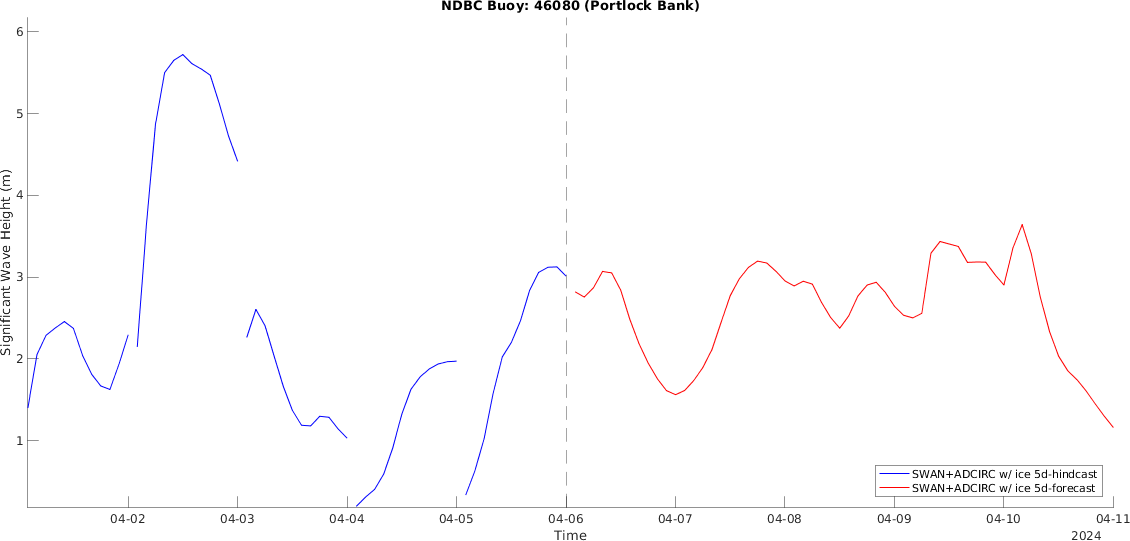 NDBC Buoy: 46080 (Portlock Bank)
6
5
4
3
2
1
Significant Wave Height (m)
SWAN+ADCIRC w/ ice 5d-hindcast
SWAN+ADCIRC w/ ice 5d-forecast
04-02 04-03 04-04 04-05 04-06 04-07 04-08 04-09 04-10 04-11
Time
2024